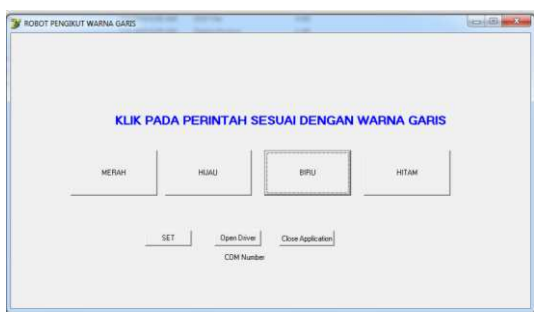 ROBOT PENGIKUT WARNA GARIS
KLIK PADA PERINTAH SESUAI DENGAN WARNA GARIS
MERAH HIJAU BIRU HITAM
SET Open Driver Close Application
COM Number